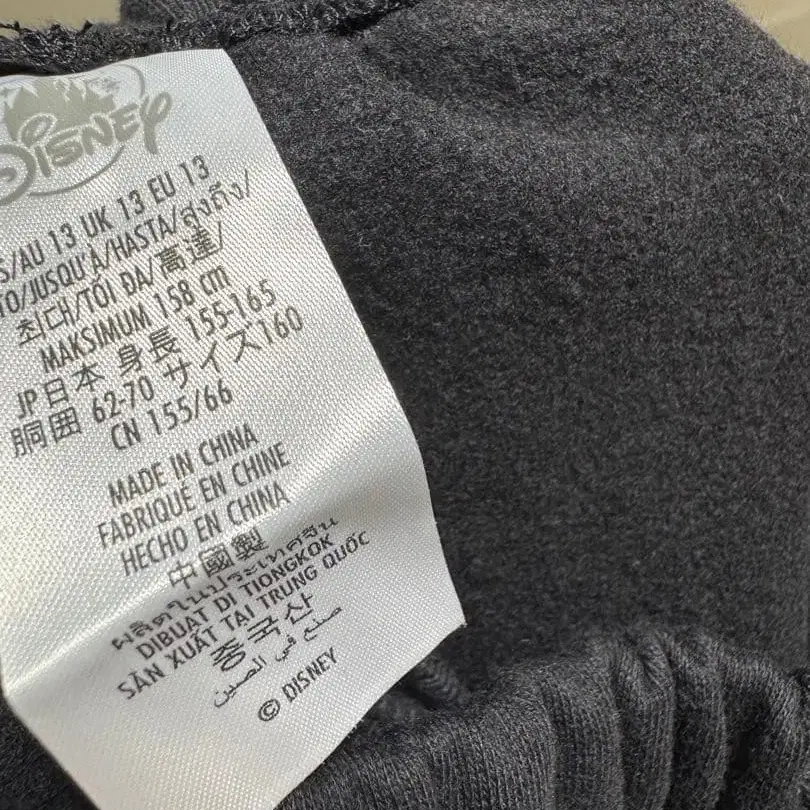 Disney
S/AU 13 UK 13 EU 13
TO/JUSQU'À/HASTA/สูงถึง/
최대/TỐI ĐA/高達/
MAKSIMUM 158 cm
JP日本 身長 155-165
胴囲 62-70 サイズ160
CN 155/66
MADE IN CHINA
FABRIQUÉ EN CHINE
HECHO EN CHINA
中國製
ผลิตในประเทศจีน
DIBUAT DI TIONGKOK
SẢN XUẤT TẠI TRUNG QUỐC
중국산
صنع في الصين
© DISNEY